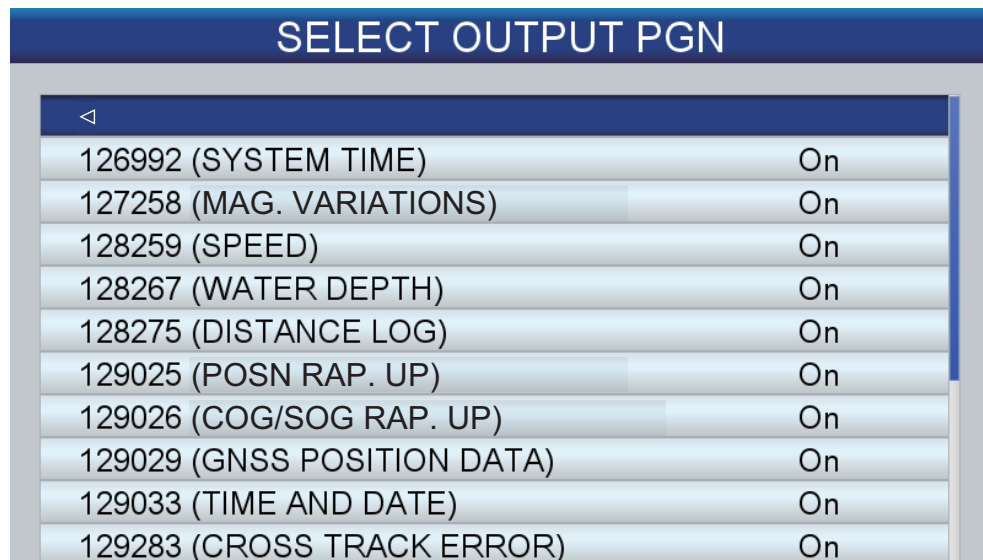 SELECT OUTPUT PGN
◁
126992 (SYSTEM TIME) On
127258 (MAG. VARIATIONS) On
128259 (SPEED) On
128267 (WATER DEPTH) On
128275 (DISTANCE LOG) On
129025 (POSN RAP. UP) On
129026 (COG/SOG RAP. UP) On
129029 (GNSS POSITION DATA) On
129033 (TIME AND DATE) On
129283 (CROSS TRACK ERROR) On